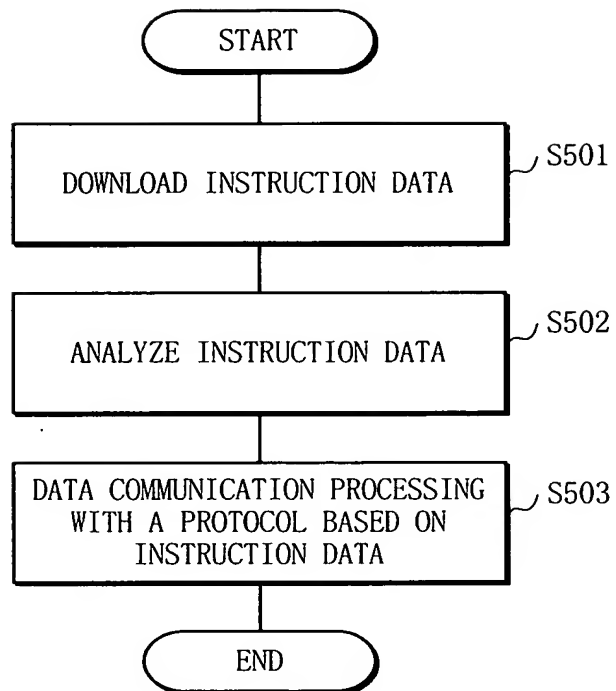 START
DOWNLOAD INSTRUCTION DATA
S501
ANALYZE INSTRUCTION DATA
S502
DATA COMMUNICATION PROCESSING
WITH A PROTOCOL BASED ON
INSTRUCTION DATA
S503
END